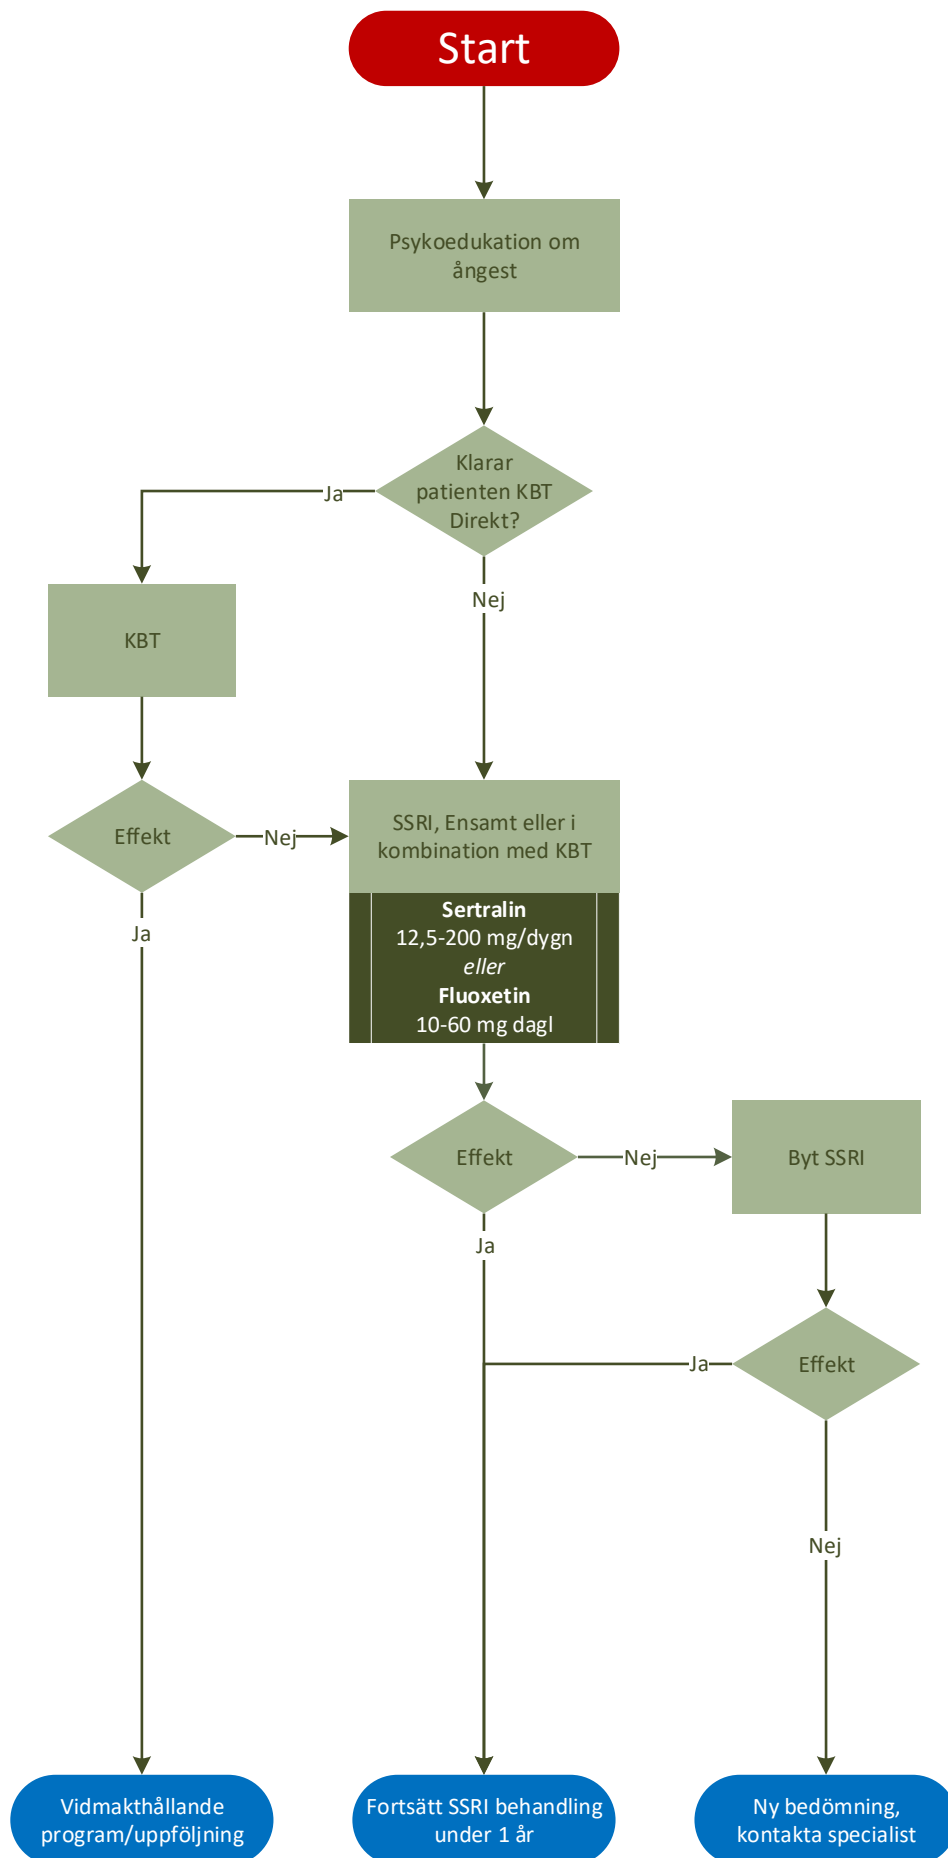 Start
Psykoedukation om
ångest
Klarar
patienten KBT
Direkt?
Ja
Nej
KBT
Effekt
Nej
SSRI, Ensamt eller i
kombination med KBT
Sertralin
12,5-200 mg/dygn
eller
Fluoxetin
10-60 mg dagl
Ja
Effekt
Nej
Byt SSRI
Ja
Effekt
Ja
Nej
Vidmakthållande
program/uppföljning
Fortsätt SSRI behandling
under 1 år
Ny bedömning,
kontakta specialist